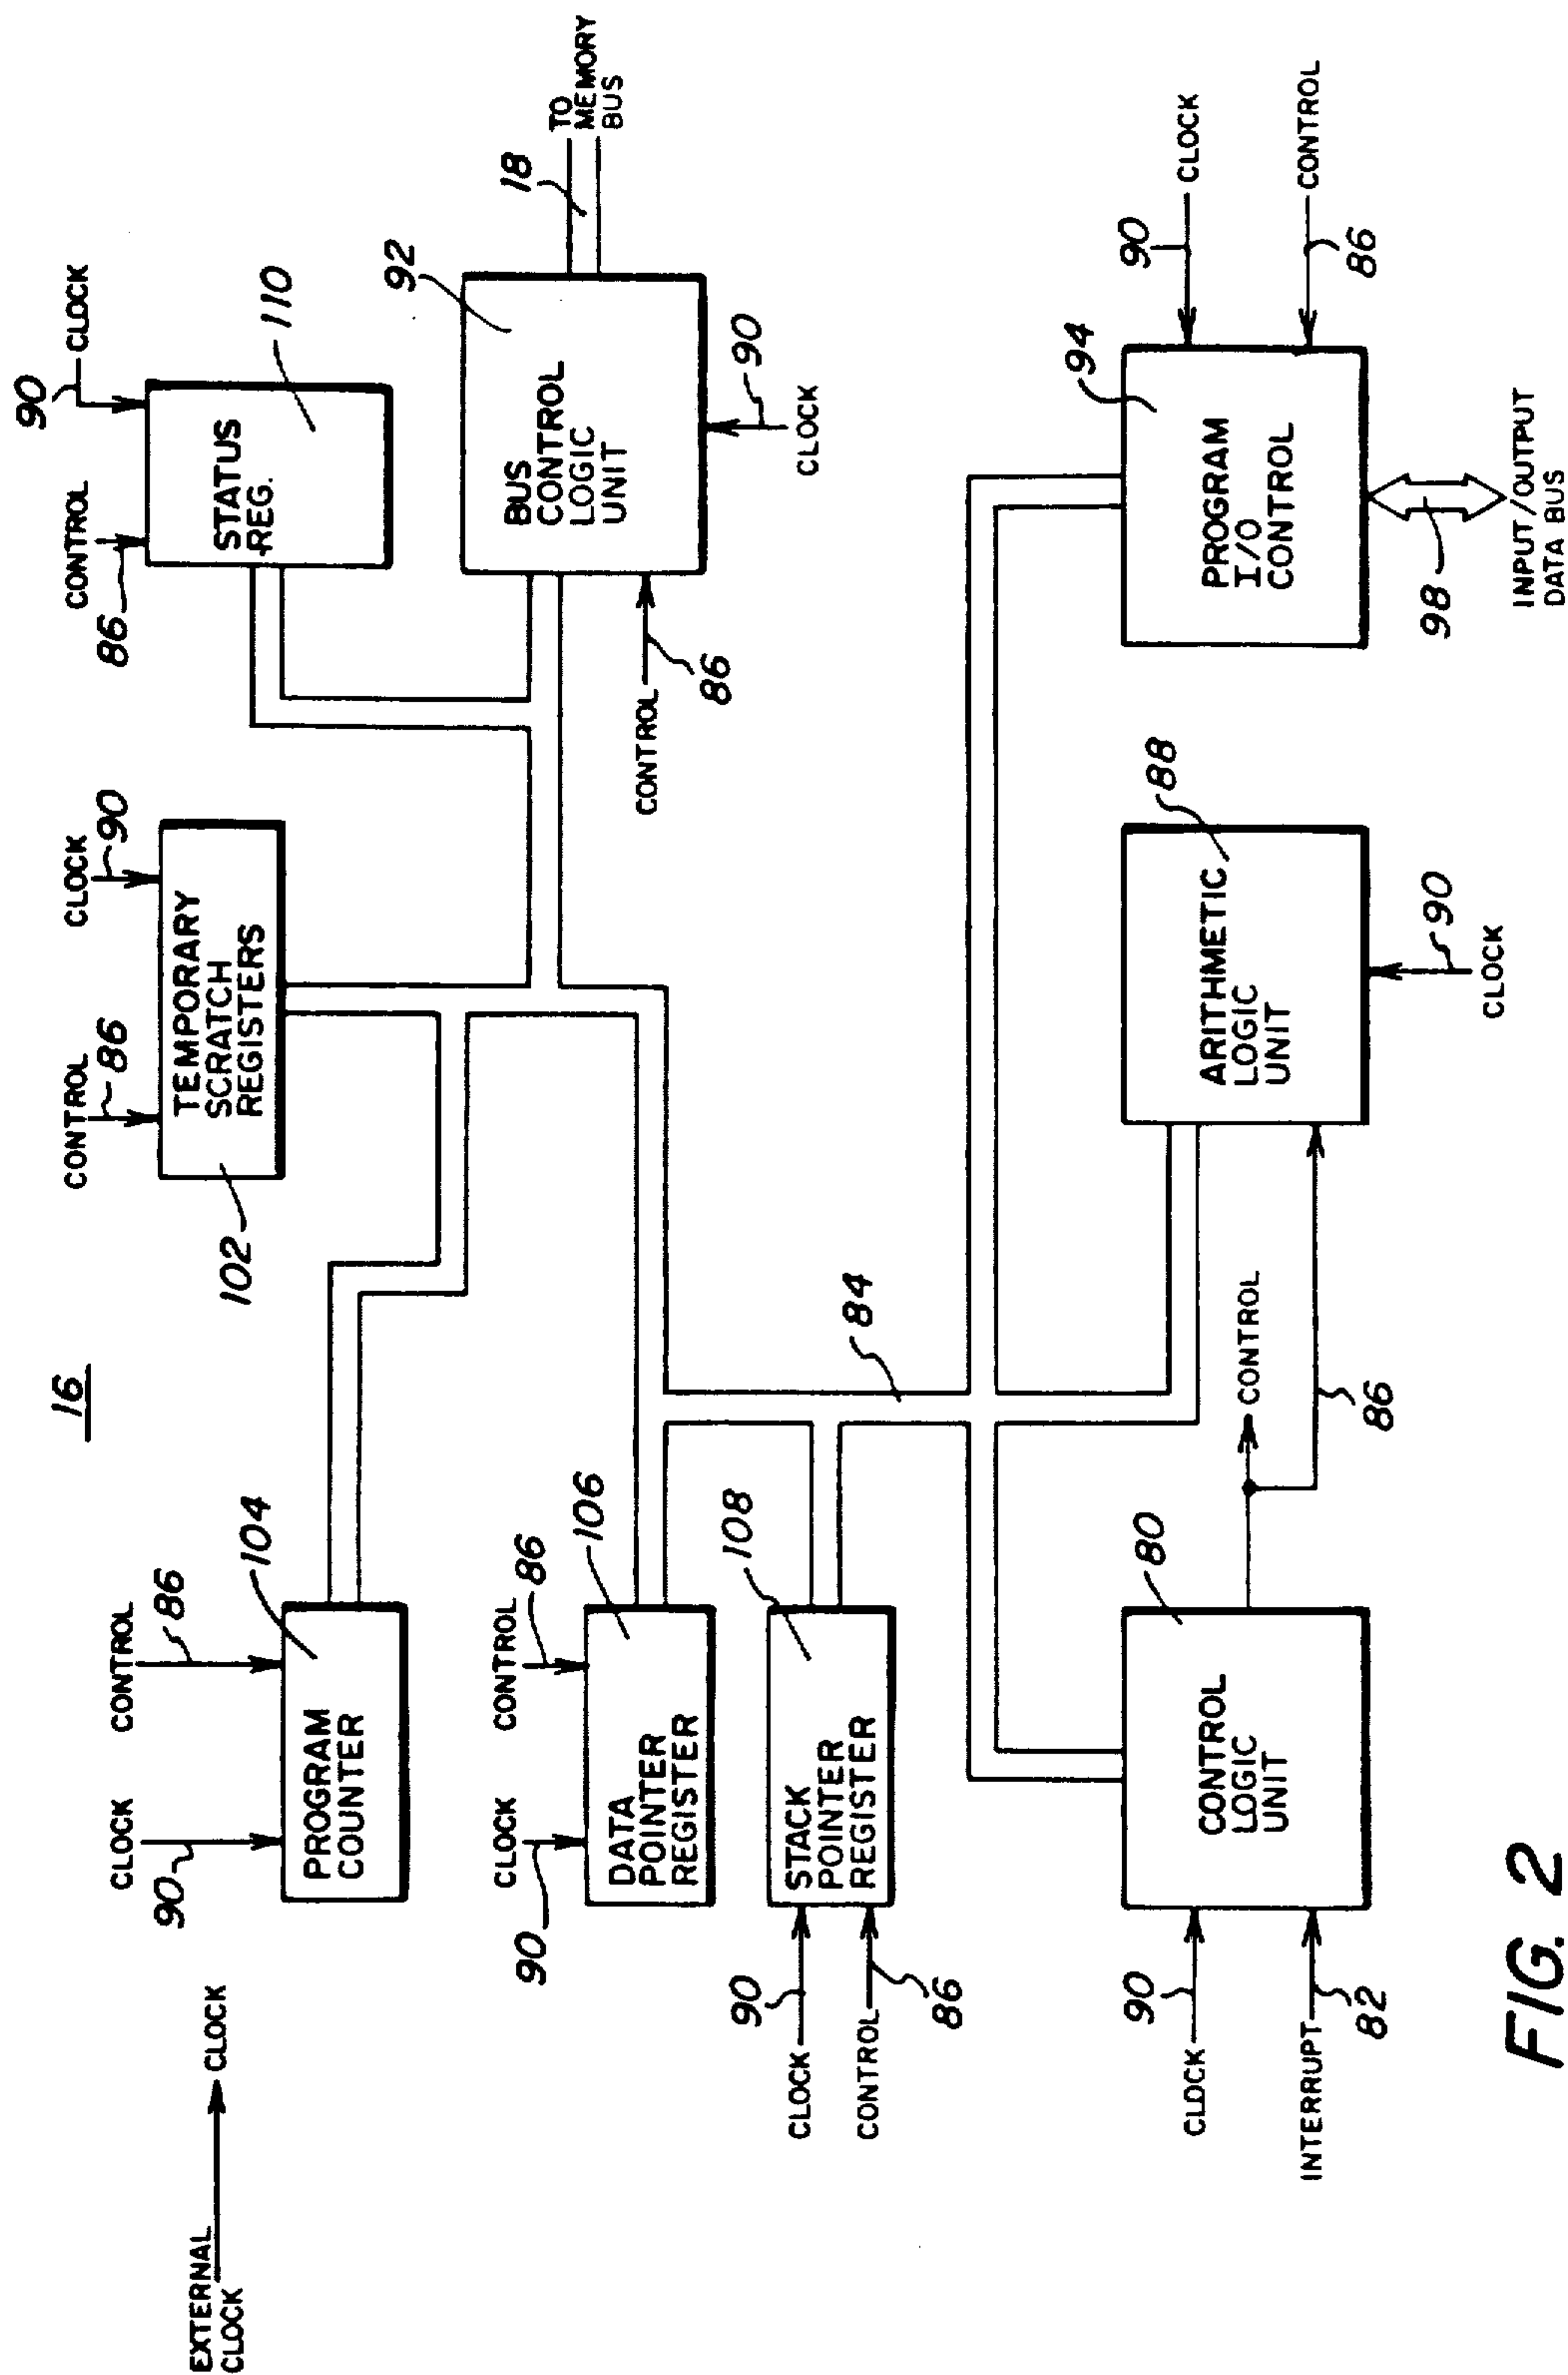 16
EXTERNAL
CLOCK
CLOCK
CLOCK
90
CONTROL
86
104
PROGRAM
COUNTER
CONTROL
86
CLOCK
90
TEMPORARY
SCRATCH
REGISTERS
102
CONTROL
86
90
CLOCK
STATUS
REG.
110
CLOCK
90
CONTROL
86
106
DATA
POINTER
REGISTER
92
BUS
CONTROL
LOGIC
UNIT
18
TO
MEMORY
BUS
CONTROL
86
90
CLOCK
90
CLOCK
CONTROL
86
108
STACK
POINTER
REGISTER
84
90
CLOCK
INTERRUPT
82
80
CONTROL
LOGIC
UNIT
CONTROL
86
88
ARITHMETIC
LOGIC
UNIT
90
CLOCK
94
PROGRAM
I/O
CONTROL
90
CLOCK
CONTROL
86
98
INPUT/OUTPUT
DATA BUS
FIG. 2